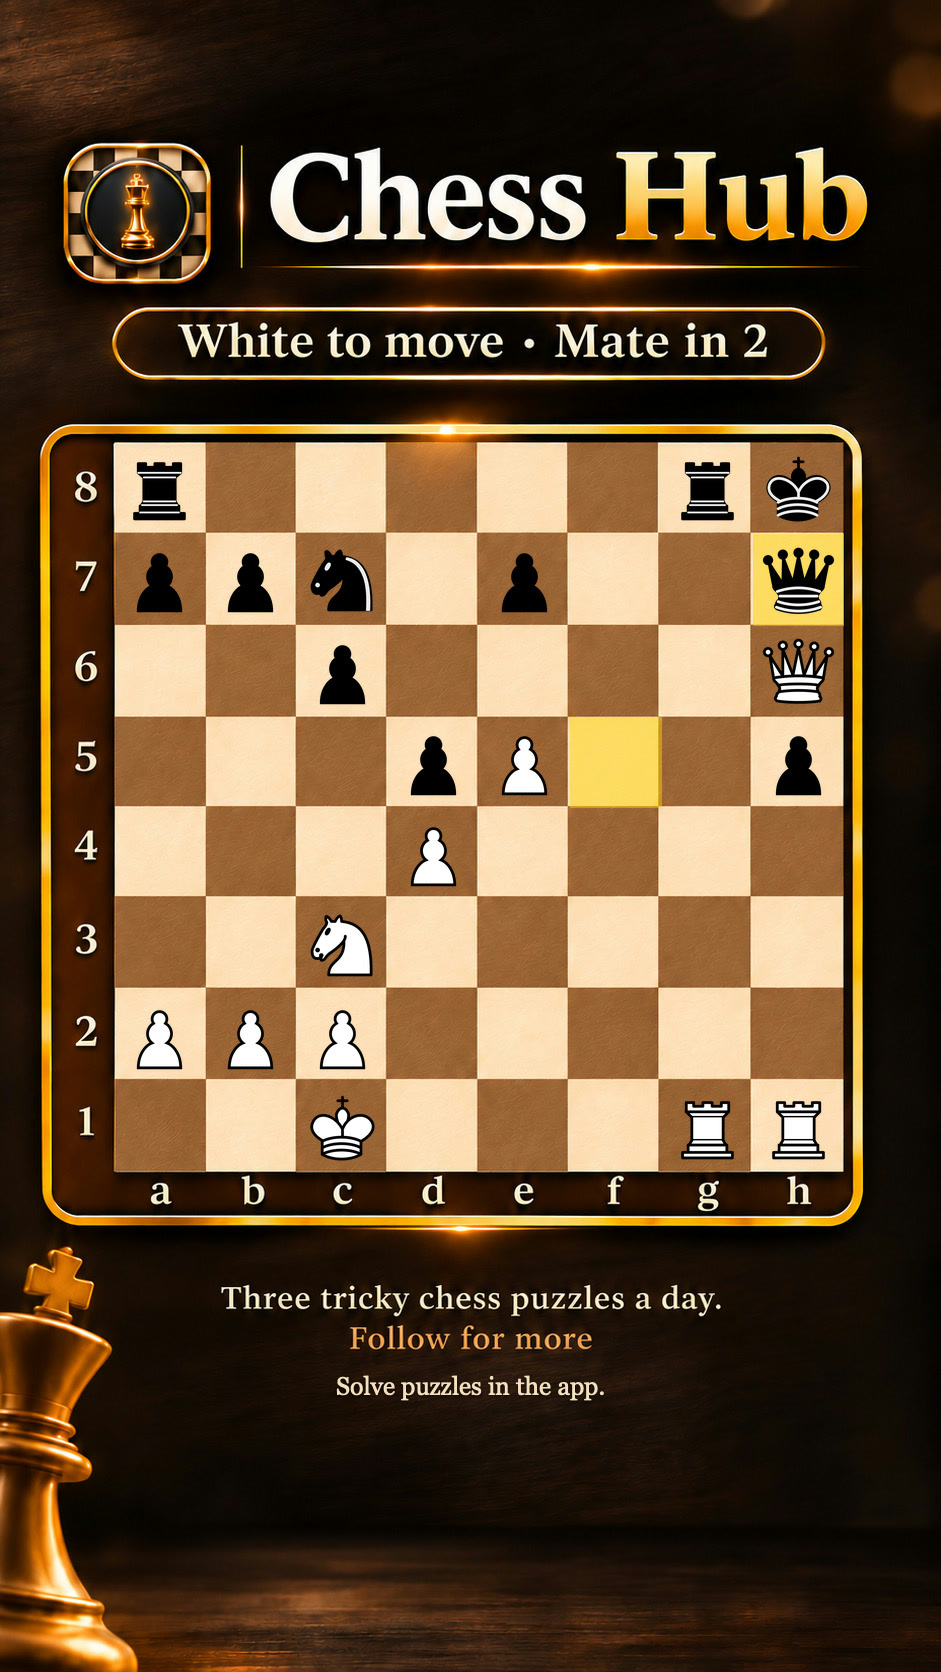 Chess Hub
White to move • Mate in 2
8
7
6
5
4
3
2
1
a b c d e f g h
Three tricky chess puzzles a day.
Follow for more
Solve puzzles in the app.